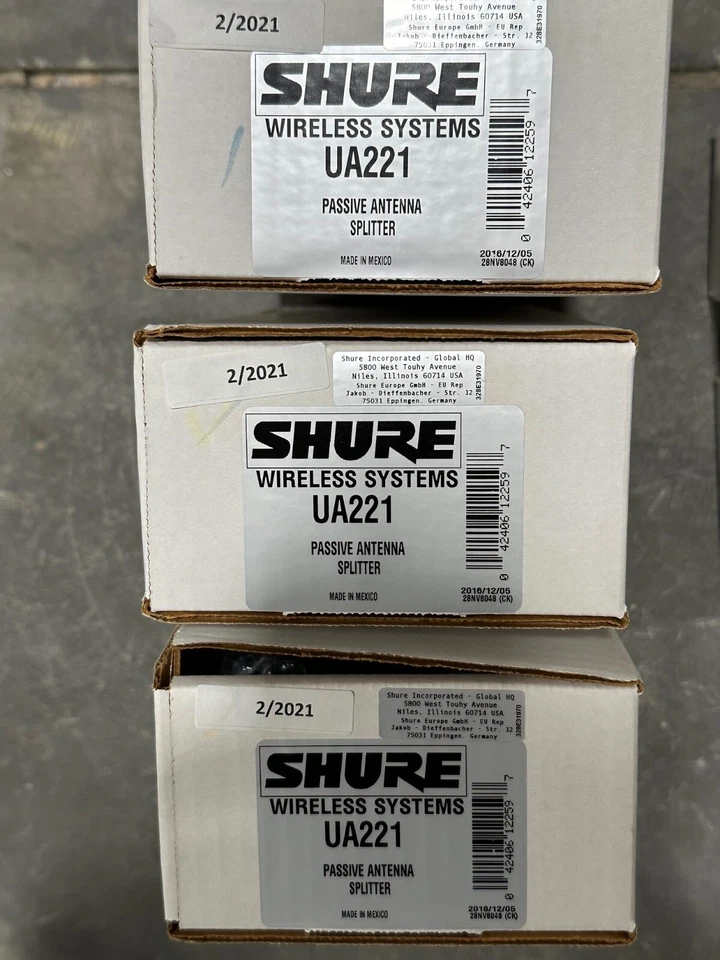 2/2021
5800 West Touhy Avenue
Niles, Illinois 60714 USA
Shure Europe GmbH - EU Rep
Jakob - Dieffenbacher - Str. 12
75031 Eppingen, Germany
328E31970
SHURE
WIRELESS SYSTEMS
UA221
PASSIVE ANTENNA
SPLITTER
MADE IN MEXICO
0 42406 12259 7
2016/12/05
28NV8048 (CK)
2/2021
Shure Incorporated - Global HQ
5800 West Touhy Avenue
Niles, Illinois 60714 USA
Shure Europe GmbH - EU Rep
Jakob - Dieffenbacher - Str. 12
75031 Eppingen, Germany
328E31970
SHURE
WIRELESS SYSTEMS
UA221
PASSIVE ANTENNA
SPLITTER
MADE IN MEXICO
0 42406 12259 7
2016/12/05
28NV8048 (CK)
2/2021
Shure Incorporated - Global HQ
5800 West Touhy Avenue
Niles, Illinois 60714 USA
Shure Europe GmbH - EU Rep
Jakob - Dieffenbacher - Str. 12
75031 Eppingen, Germany
328E31970
SHURE
WIRELESS SYSTEMS
UA221
PASSIVE ANTENNA
SPLITTER
MADE IN MEXICO
0 42406 12259 7
2016/12/05
28NV8048 (CK)